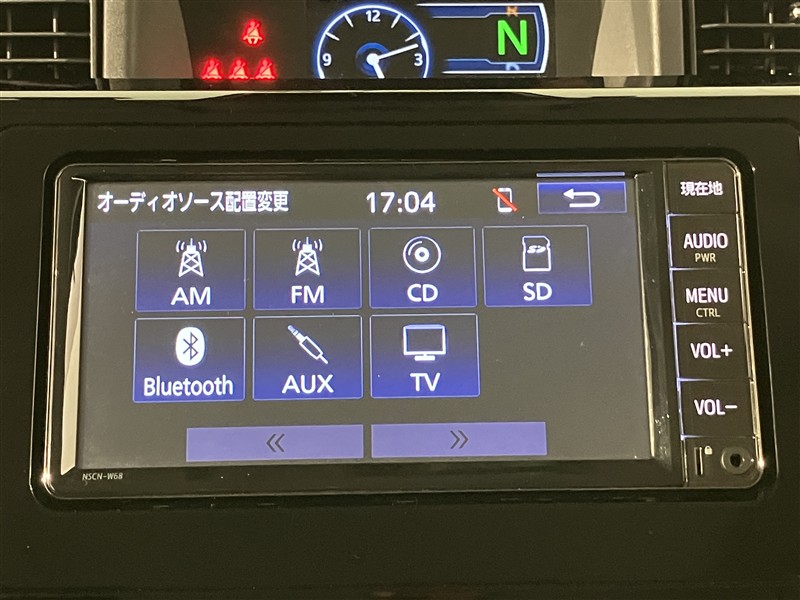 12
9
3
N
オーディオソース配置変更
17:04
現在地
AM
FM
CD
SD
SD
AUDIO
PWR
MENU
CTRL
Bluetooth
AUX
TV
VOL+
VOL-
NSCN-W68